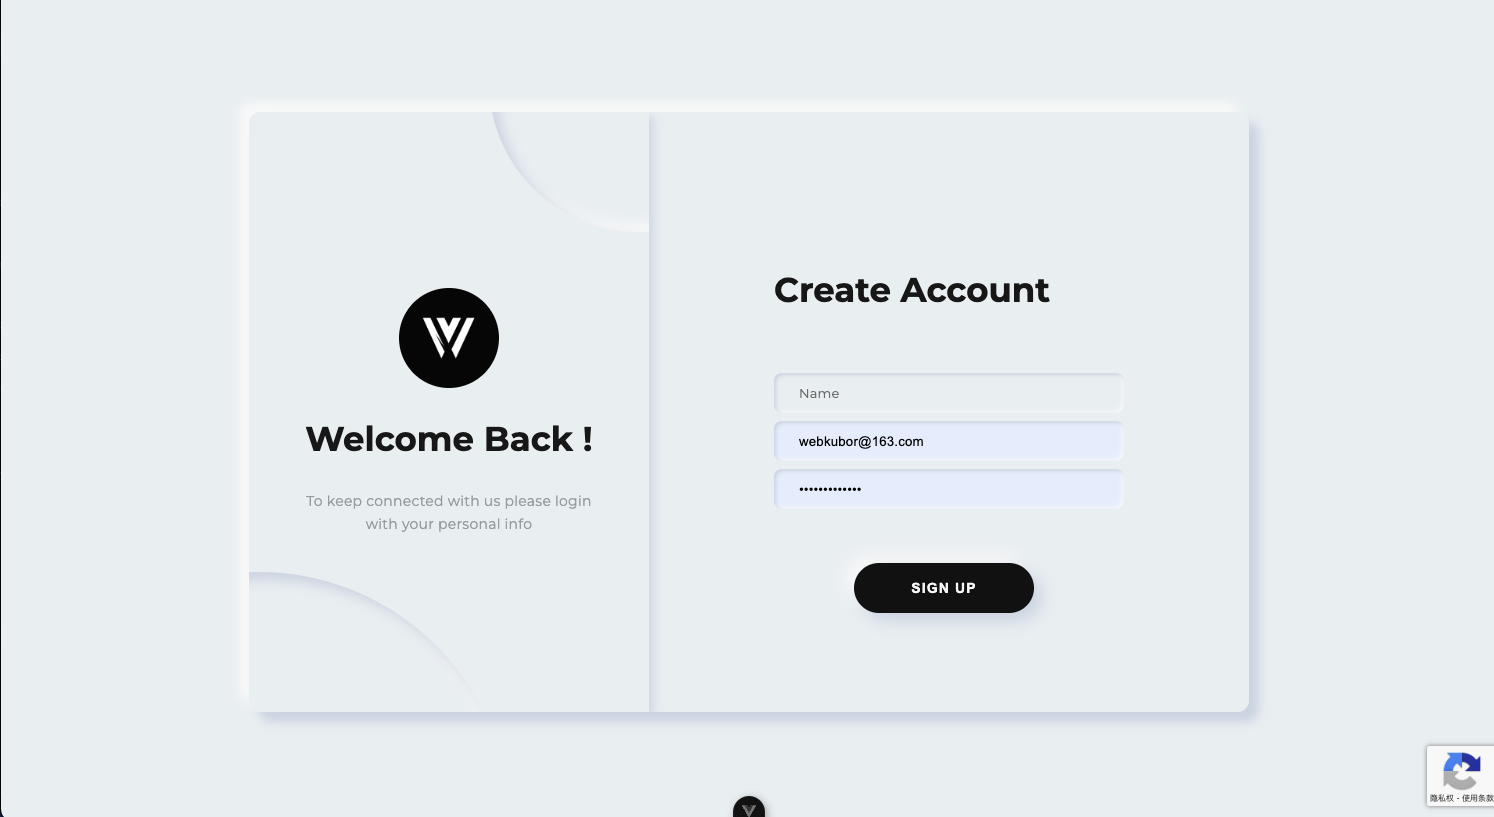 Welcome Back !
To keep connected with us please login
with your personal info
Create Account
Name
webkubor@163.com
•••••••••••••
SIGN UP
隐私权 - 使用条款